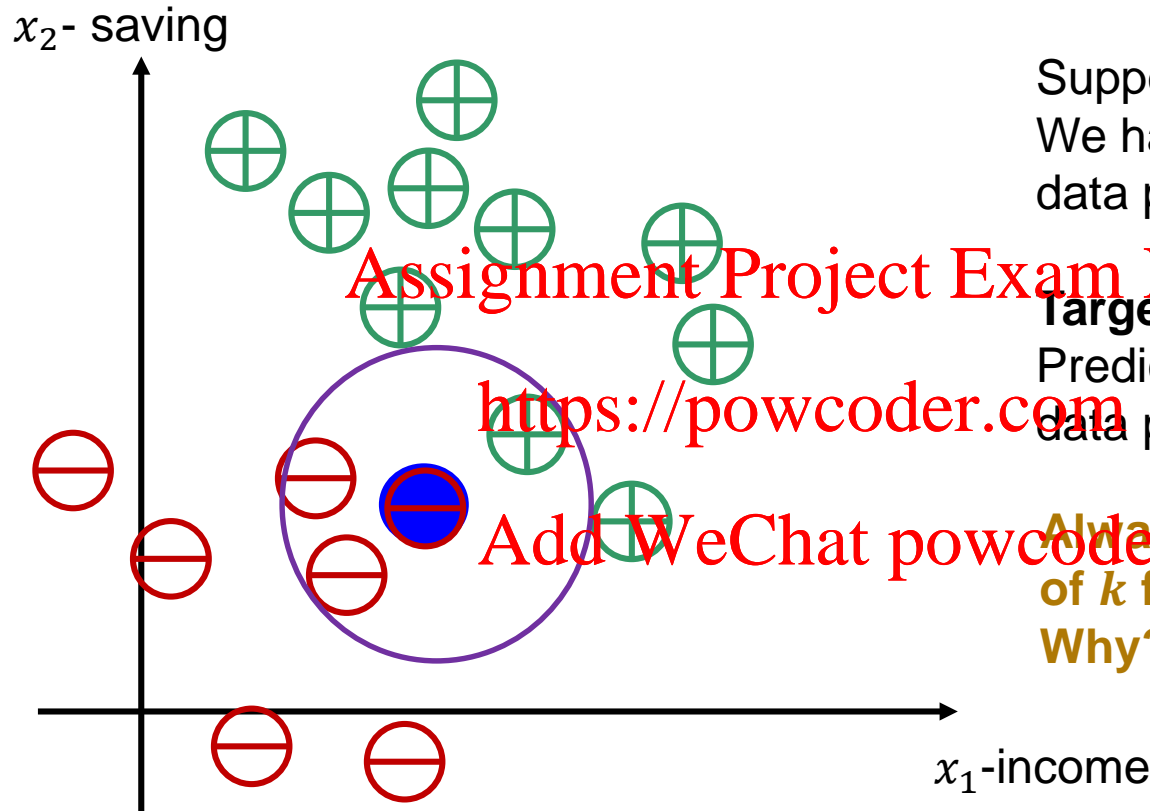 x₂- saving
Suppo
We ha
data p
Assignment Project Exam
Targe
Predic
https://powcoder.com
data p
Add WeChat powcode
Alwa
of k f
Why?
x₁-income